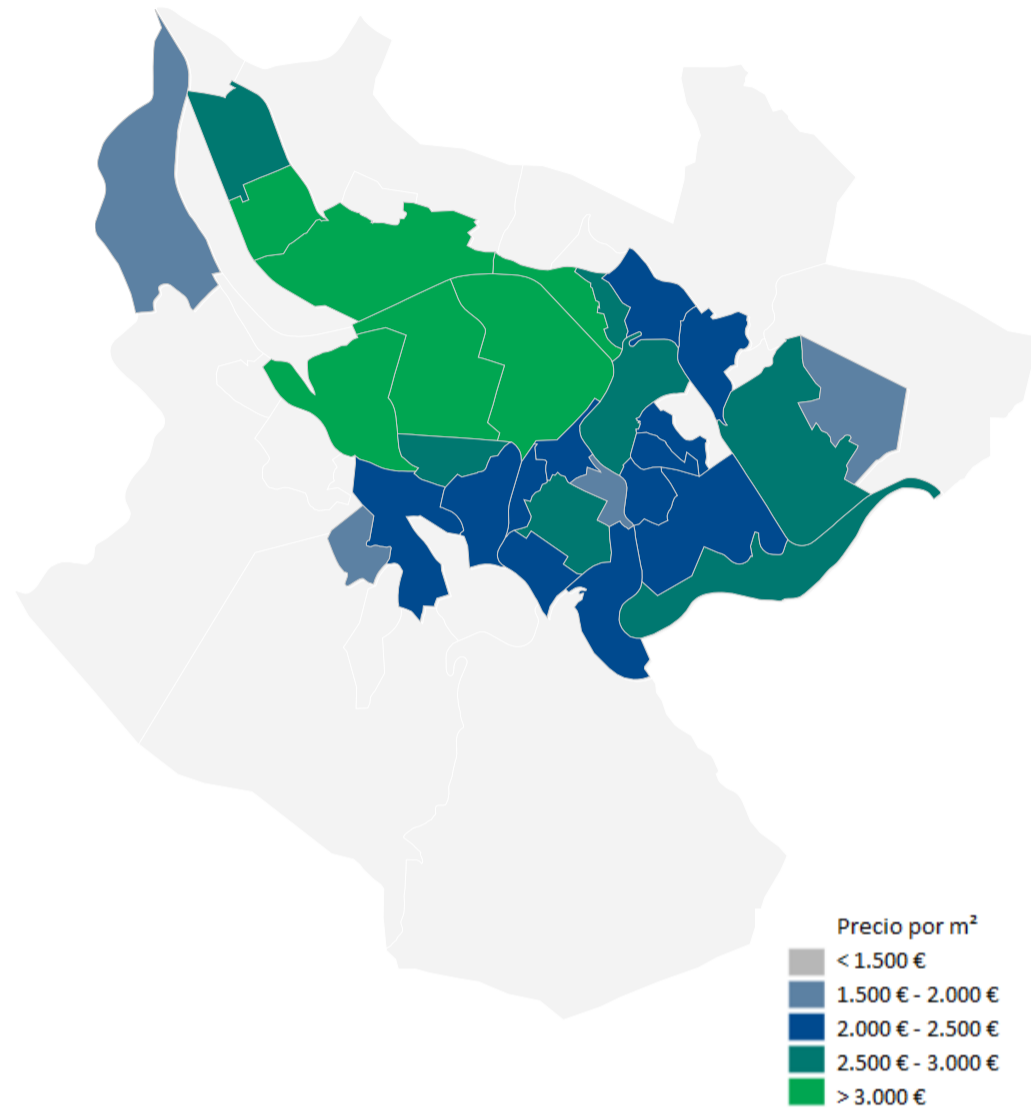 Precio por m²
< 1.500 €
1.500 € - 2.000 €
2.000 € - 2.500 €
2.500 € - 3.000 €
> 3.000 €